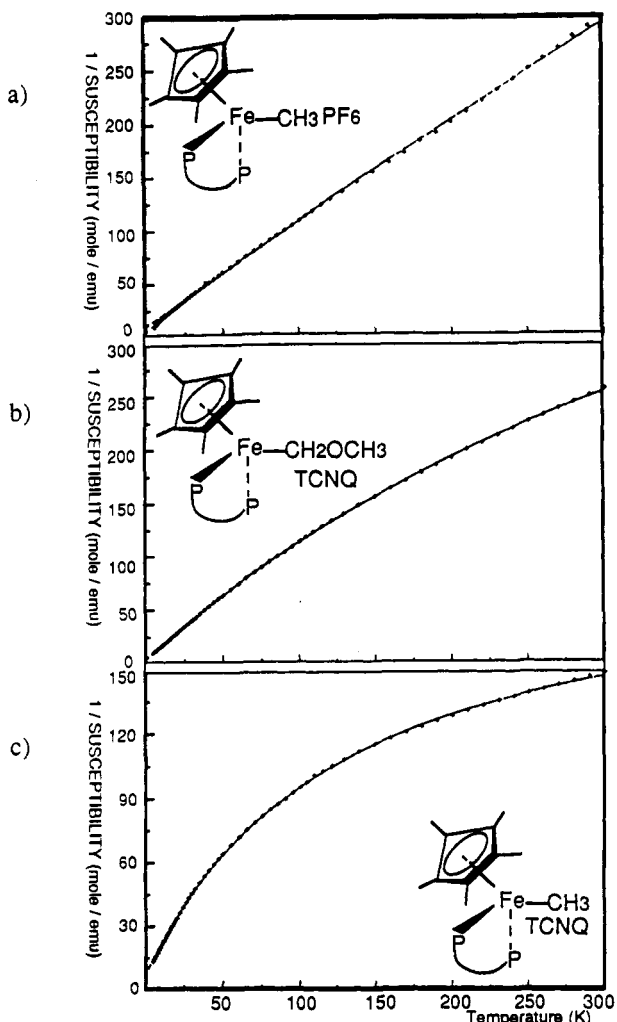 a)
1 / SUSCEPTIBILITY (mole / emu)
300
250
200
150
100
50
0
Fe—CH3 PF6
P
P
b)
1 / SUSCEPTIBILITY (mole / emu)
300
250
200
150
100
50
0
Fe—CH2OCH3
TCNQ
P
P
c)
1 / SUSCEPTIBILITY (mole / emu)
150
120
90
60
30
0
Fe—CH3
TCNQ
P
P
50 100 150 200 250 300
Temperature (K)